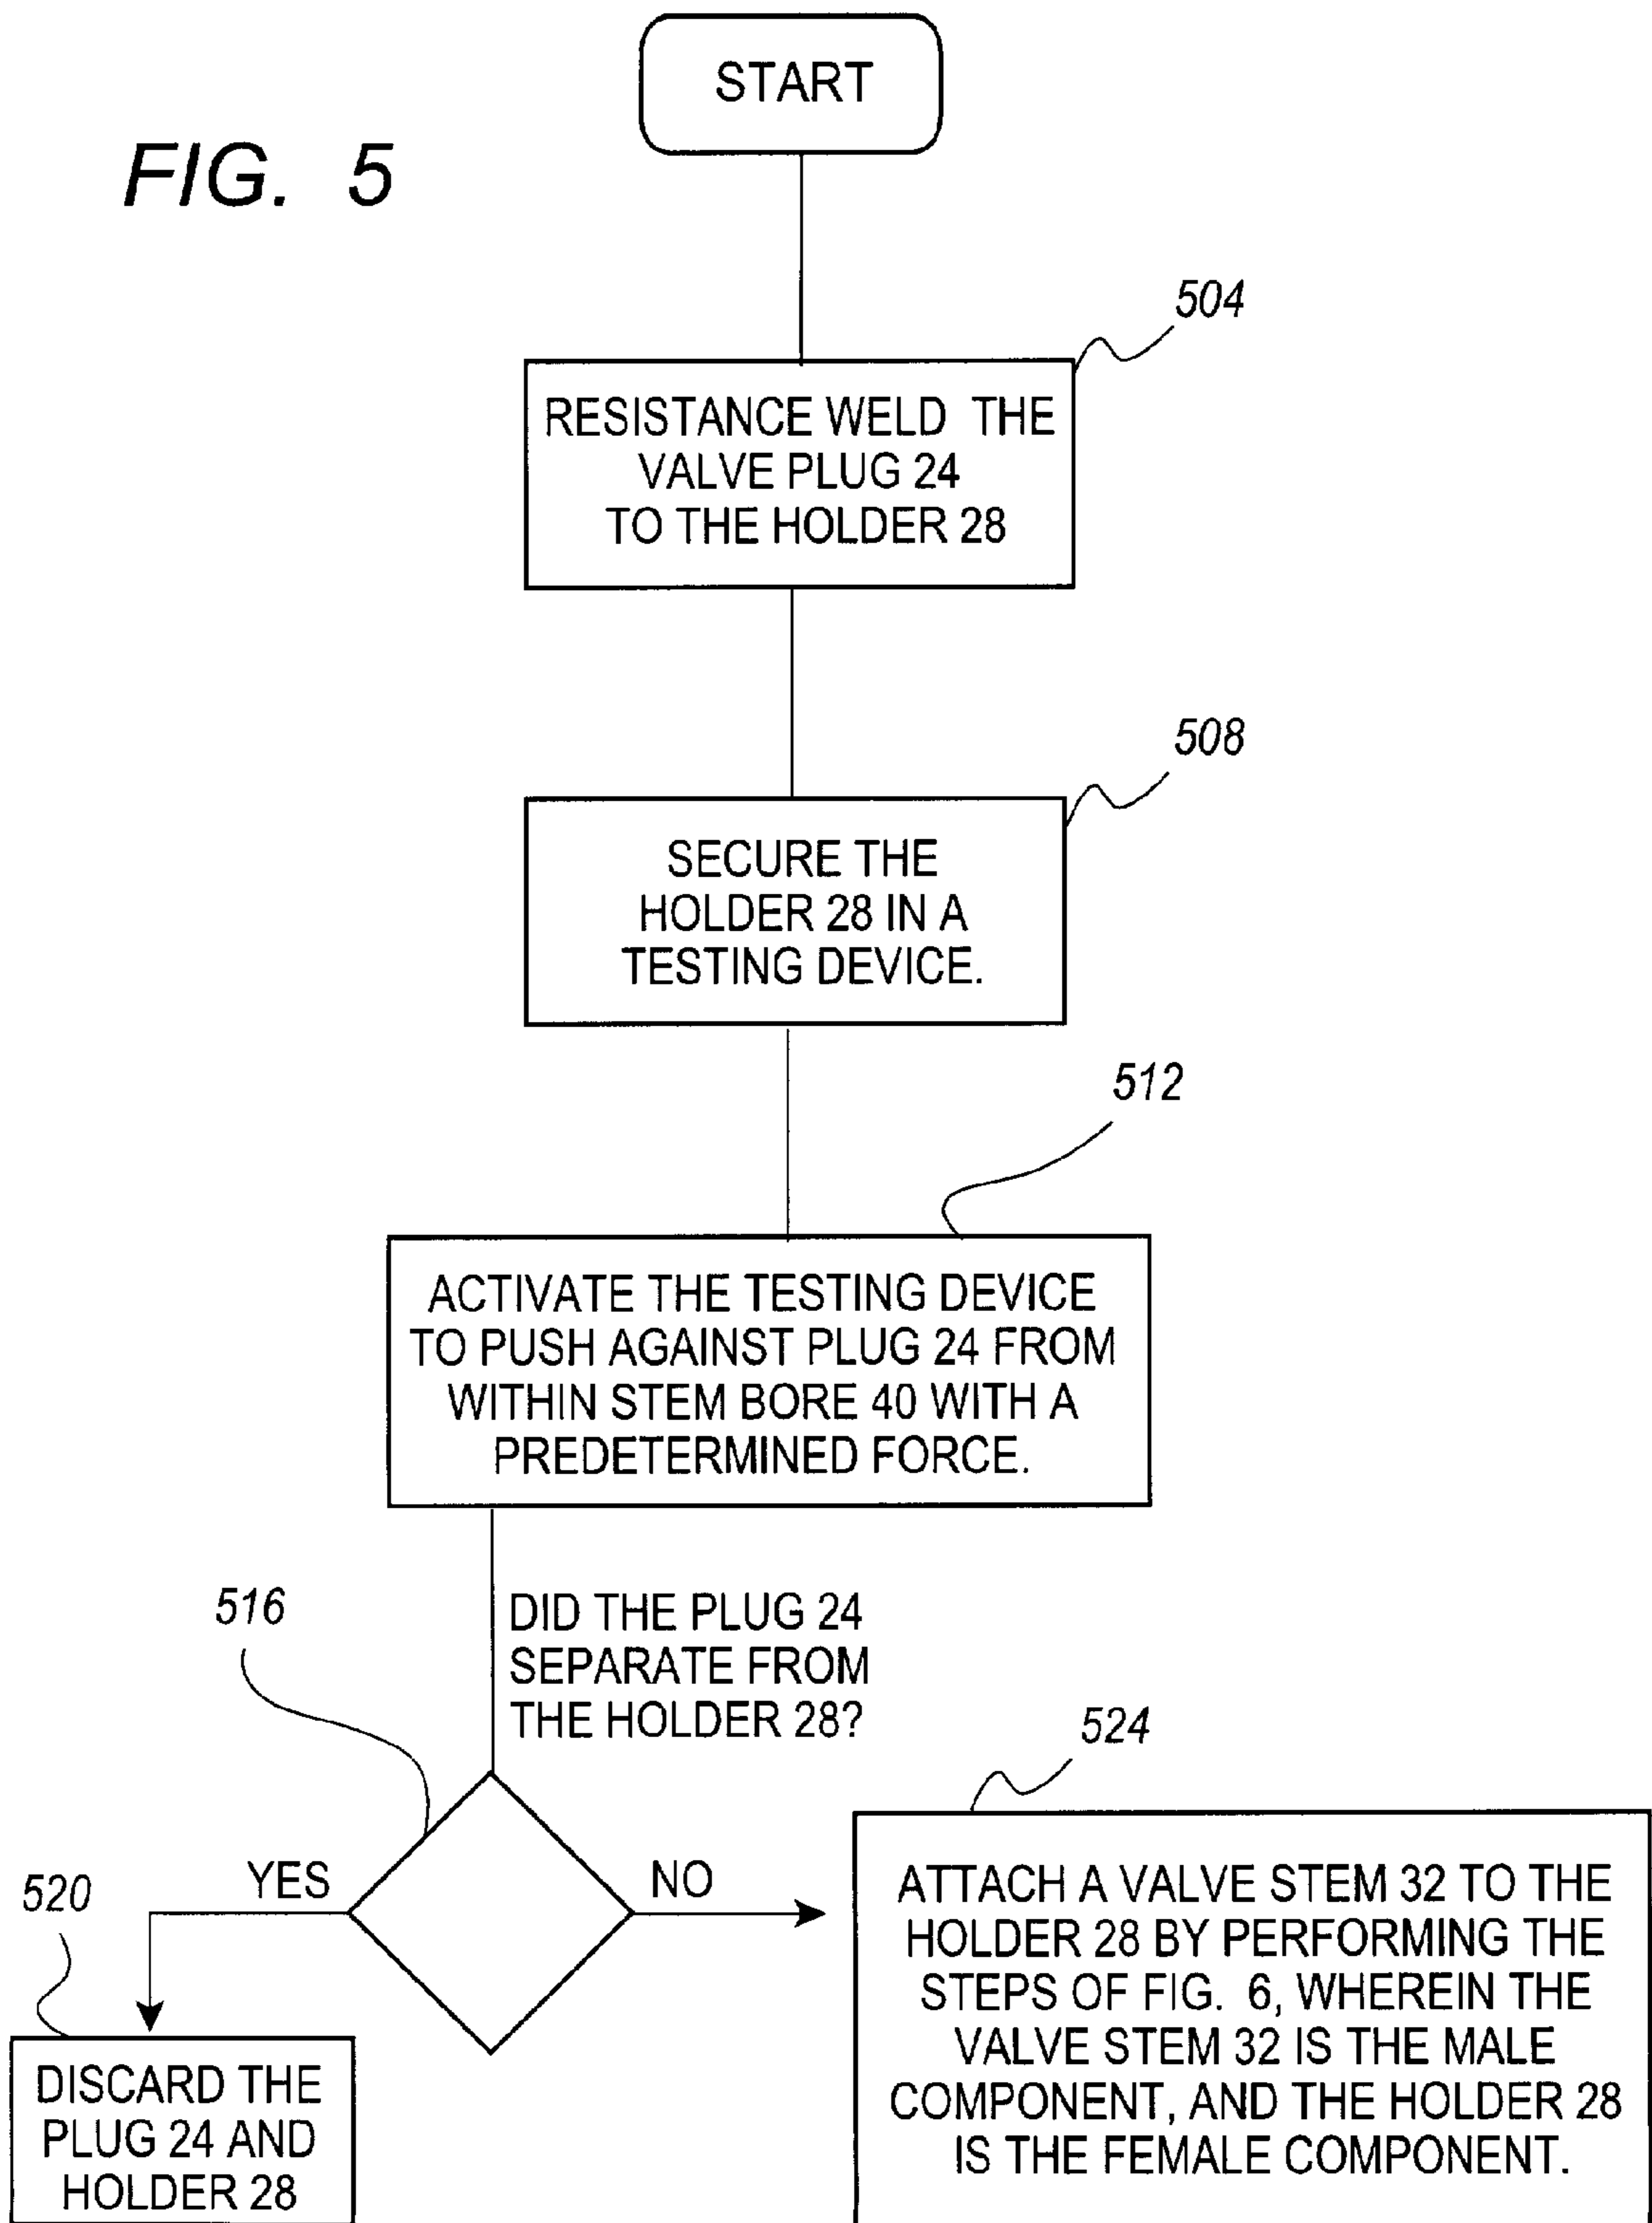 START
FIG. 5
504
RESISTANCE WELD THE
VALVE PLUG 24
TO THE HOLDER 28
508
SECURE THE
HOLDER 28 IN A
TESTING DEVICE.
512
ACTIVATE THE TESTING DEVICE
TO PUSH AGAINST PLUG 24 FROM
WITHIN STEM BORE 40 WITH A
PREDETERMINED FORCE.
516
DID THE PLUG 24
SEPARATE FROM
THE HOLDER 28?
YES
NO
520
DISCARD THE
PLUG 24 AND
HOLDER 28
524
ATTACH A VALVE STEM 32 TO THE
HOLDER 28 BY PERFORMING THE
STEPS OF FIG. 6, WHEREIN THE
VALVE STEM 32 IS THE MALE
COMPONENT, AND THE HOLDER 28
IS THE FEMALE COMPONENT.